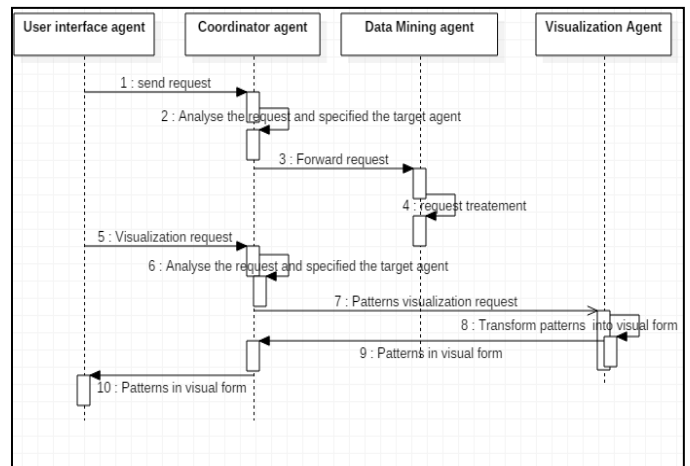 User interface agent
Coordinator agent
Data Mining agent
Visualization Agent
1 : send request
2 : Analyse the request and specified the target agent
3 : Forward request
4 : request treatement
5 : Visualization request
6 : Analyse the request and specified the target agent
7 : Patterns visualization request
8 : Transform patterns into visual form
9 : Patterns in visual form
10 : Patterns in visual form